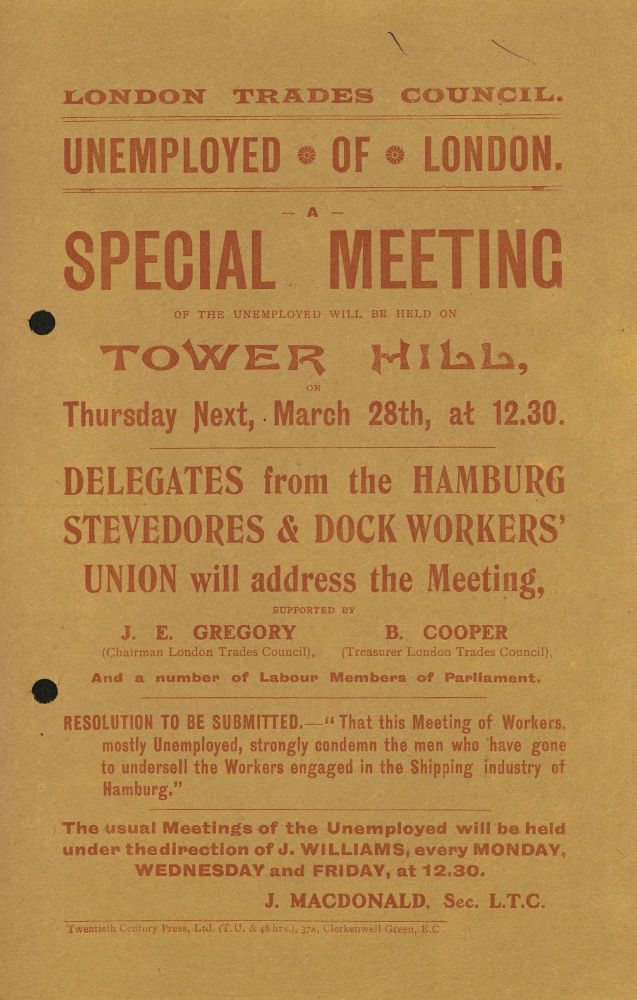 LONDON TRADES COUNCIL.
UNEMPLOYED OF LONDON.
– A –
SPECIAL MEETING
OF THE UNEMPLOYED WILL BE HELD ON
TOWER HILL,
ON
Thursday Next, March 28th, at 12.30.
DELEGATES from the HAMBURG
STEVEDORES & DOCK WORKERS'
UNION will address the Meeting,
SUPPORTED BY
J. E. GREGORY B. COOPER
(Chairman London Trades Council), (Treasurer London Trades Council),
And a number of Labour Members of Parliament.
RESOLUTION TO BE SUBMITTED.—"That this Meeting of Workers,
mostly Unemployed, strongly condemn the men who have gone
to undersell the Workers engaged in the Shipping industry of
Hamburg."
The usual Meetings of the Unemployed will be held
under thedirection of J. WILLIAMS, every MONDAY,
WEDNESDAY and FRIDAY, at 12.30.
J. MACDONALD, Sec. L.T.C.
Twentieth Century Press, Ltd. (T.U. & 48 hrs.), 37A, Clerkenwell Green, E.C